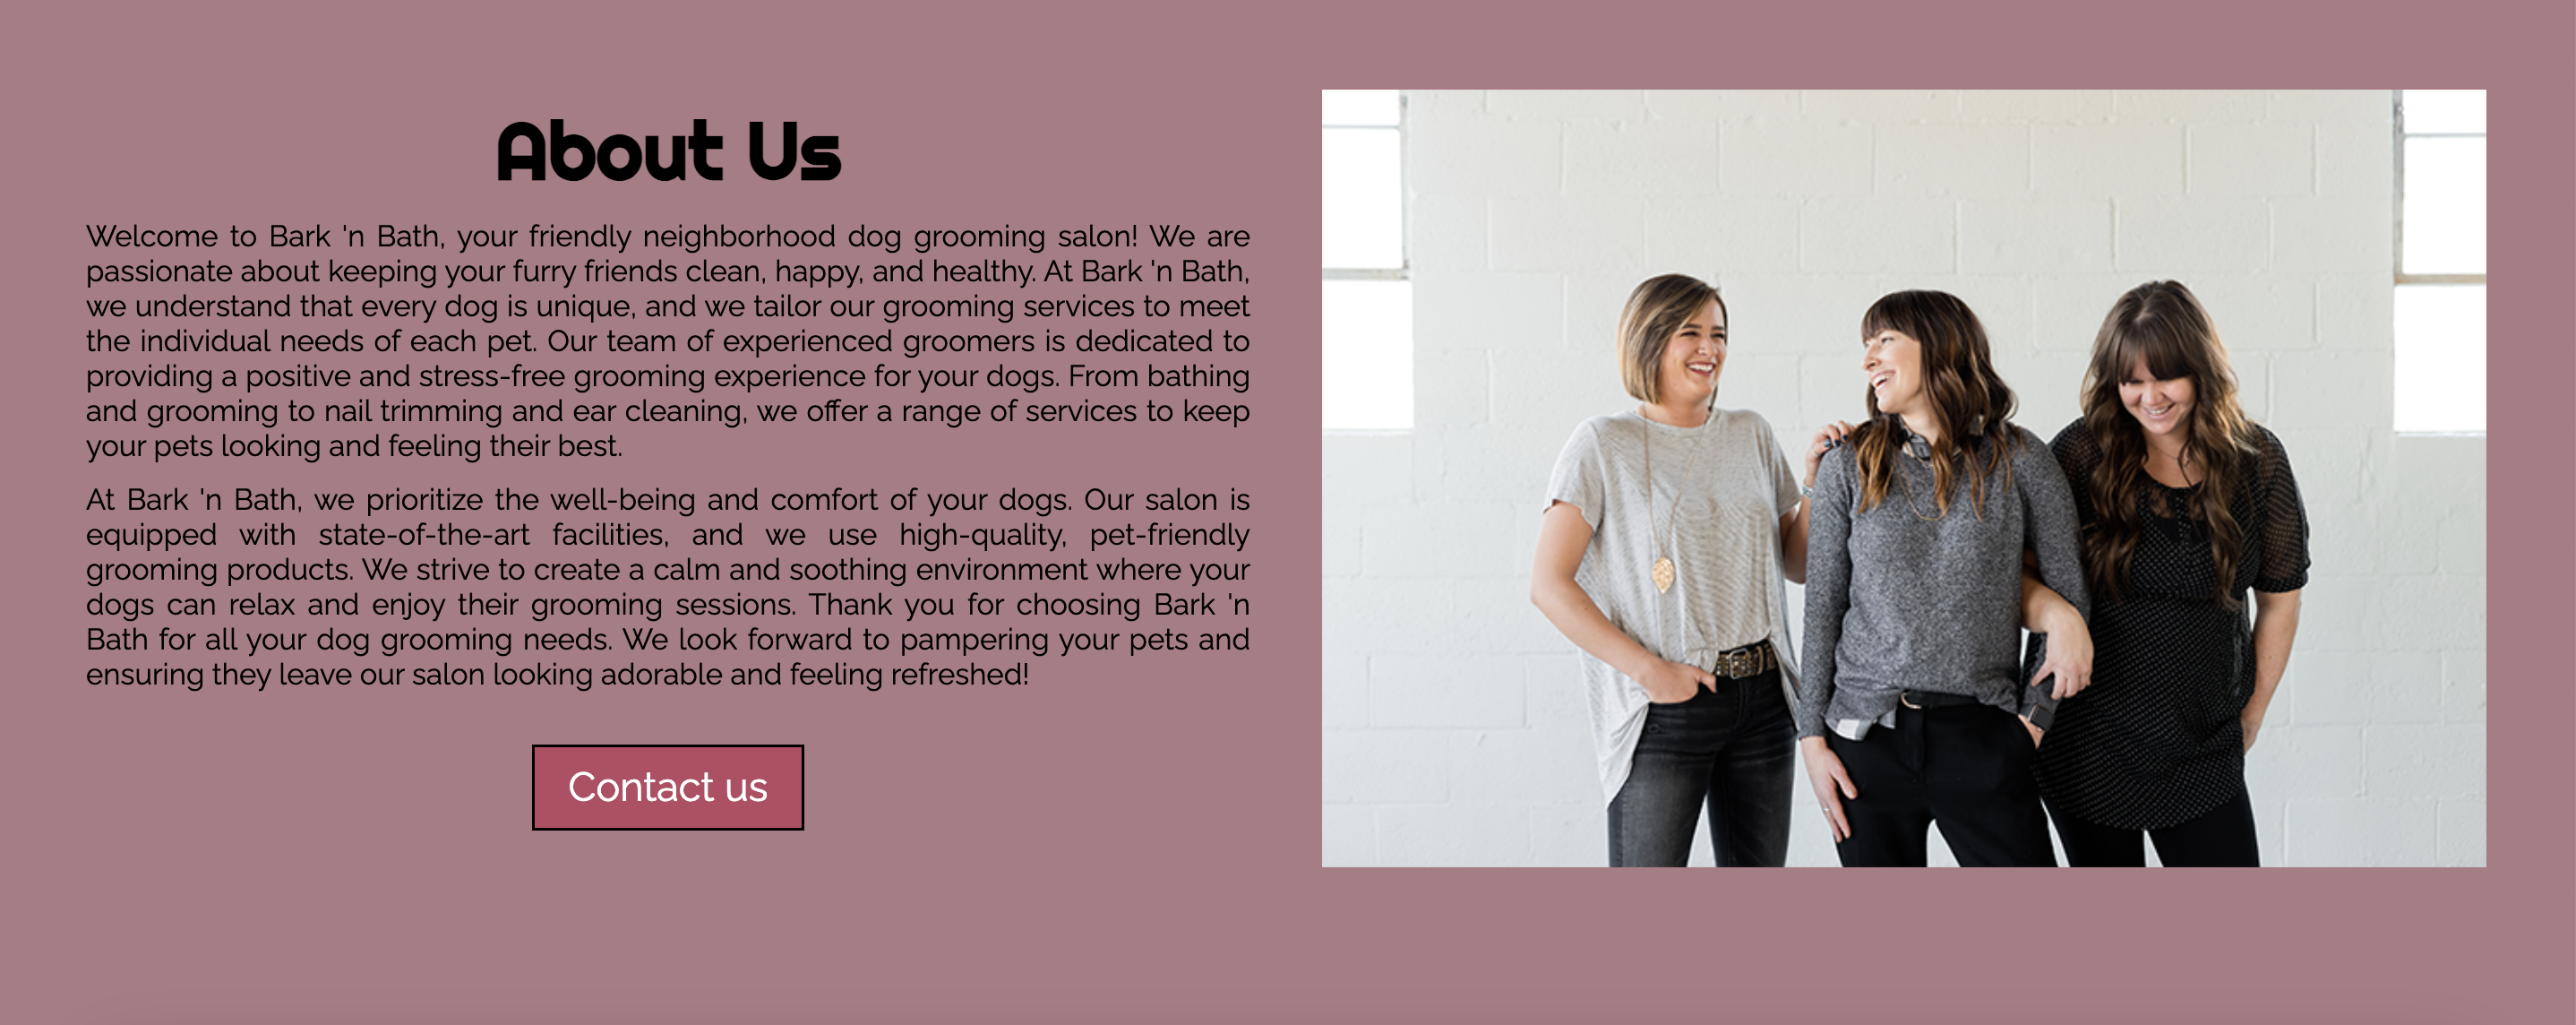 About Us
Welcome to Bark 'n Bath, your friendly neighborhood dog grooming salon! We are
passionate about keeping your furry friends clean, happy, and healthy. At Bark 'n Bath,
we understand that every dog is unique, and we tailor our grooming services to meet
the individual needs of each pet. Our team of experienced groomers is dedicated to
providing a positive and stress-free grooming experience for your dogs. From bathing
and grooming to nail trimming and ear cleaning, we offer a range of services to keep
your pets looking and feeling their best.
At Bark 'n Bath, we prioritize the well-being and comfort of your dogs. Our salon is
equipped with state-of-the-art facilities, and we use high-quality, pet-friendly
grooming products. We strive to create a calm and soothing environment where your
dogs can relax and enjoy their grooming sessions. Thank you for choosing Bark 'n
Bath for all your dog grooming needs. We look forward to pampering your pets and
ensuring they leave our salon looking adorable and feeling refreshed!
Contact us